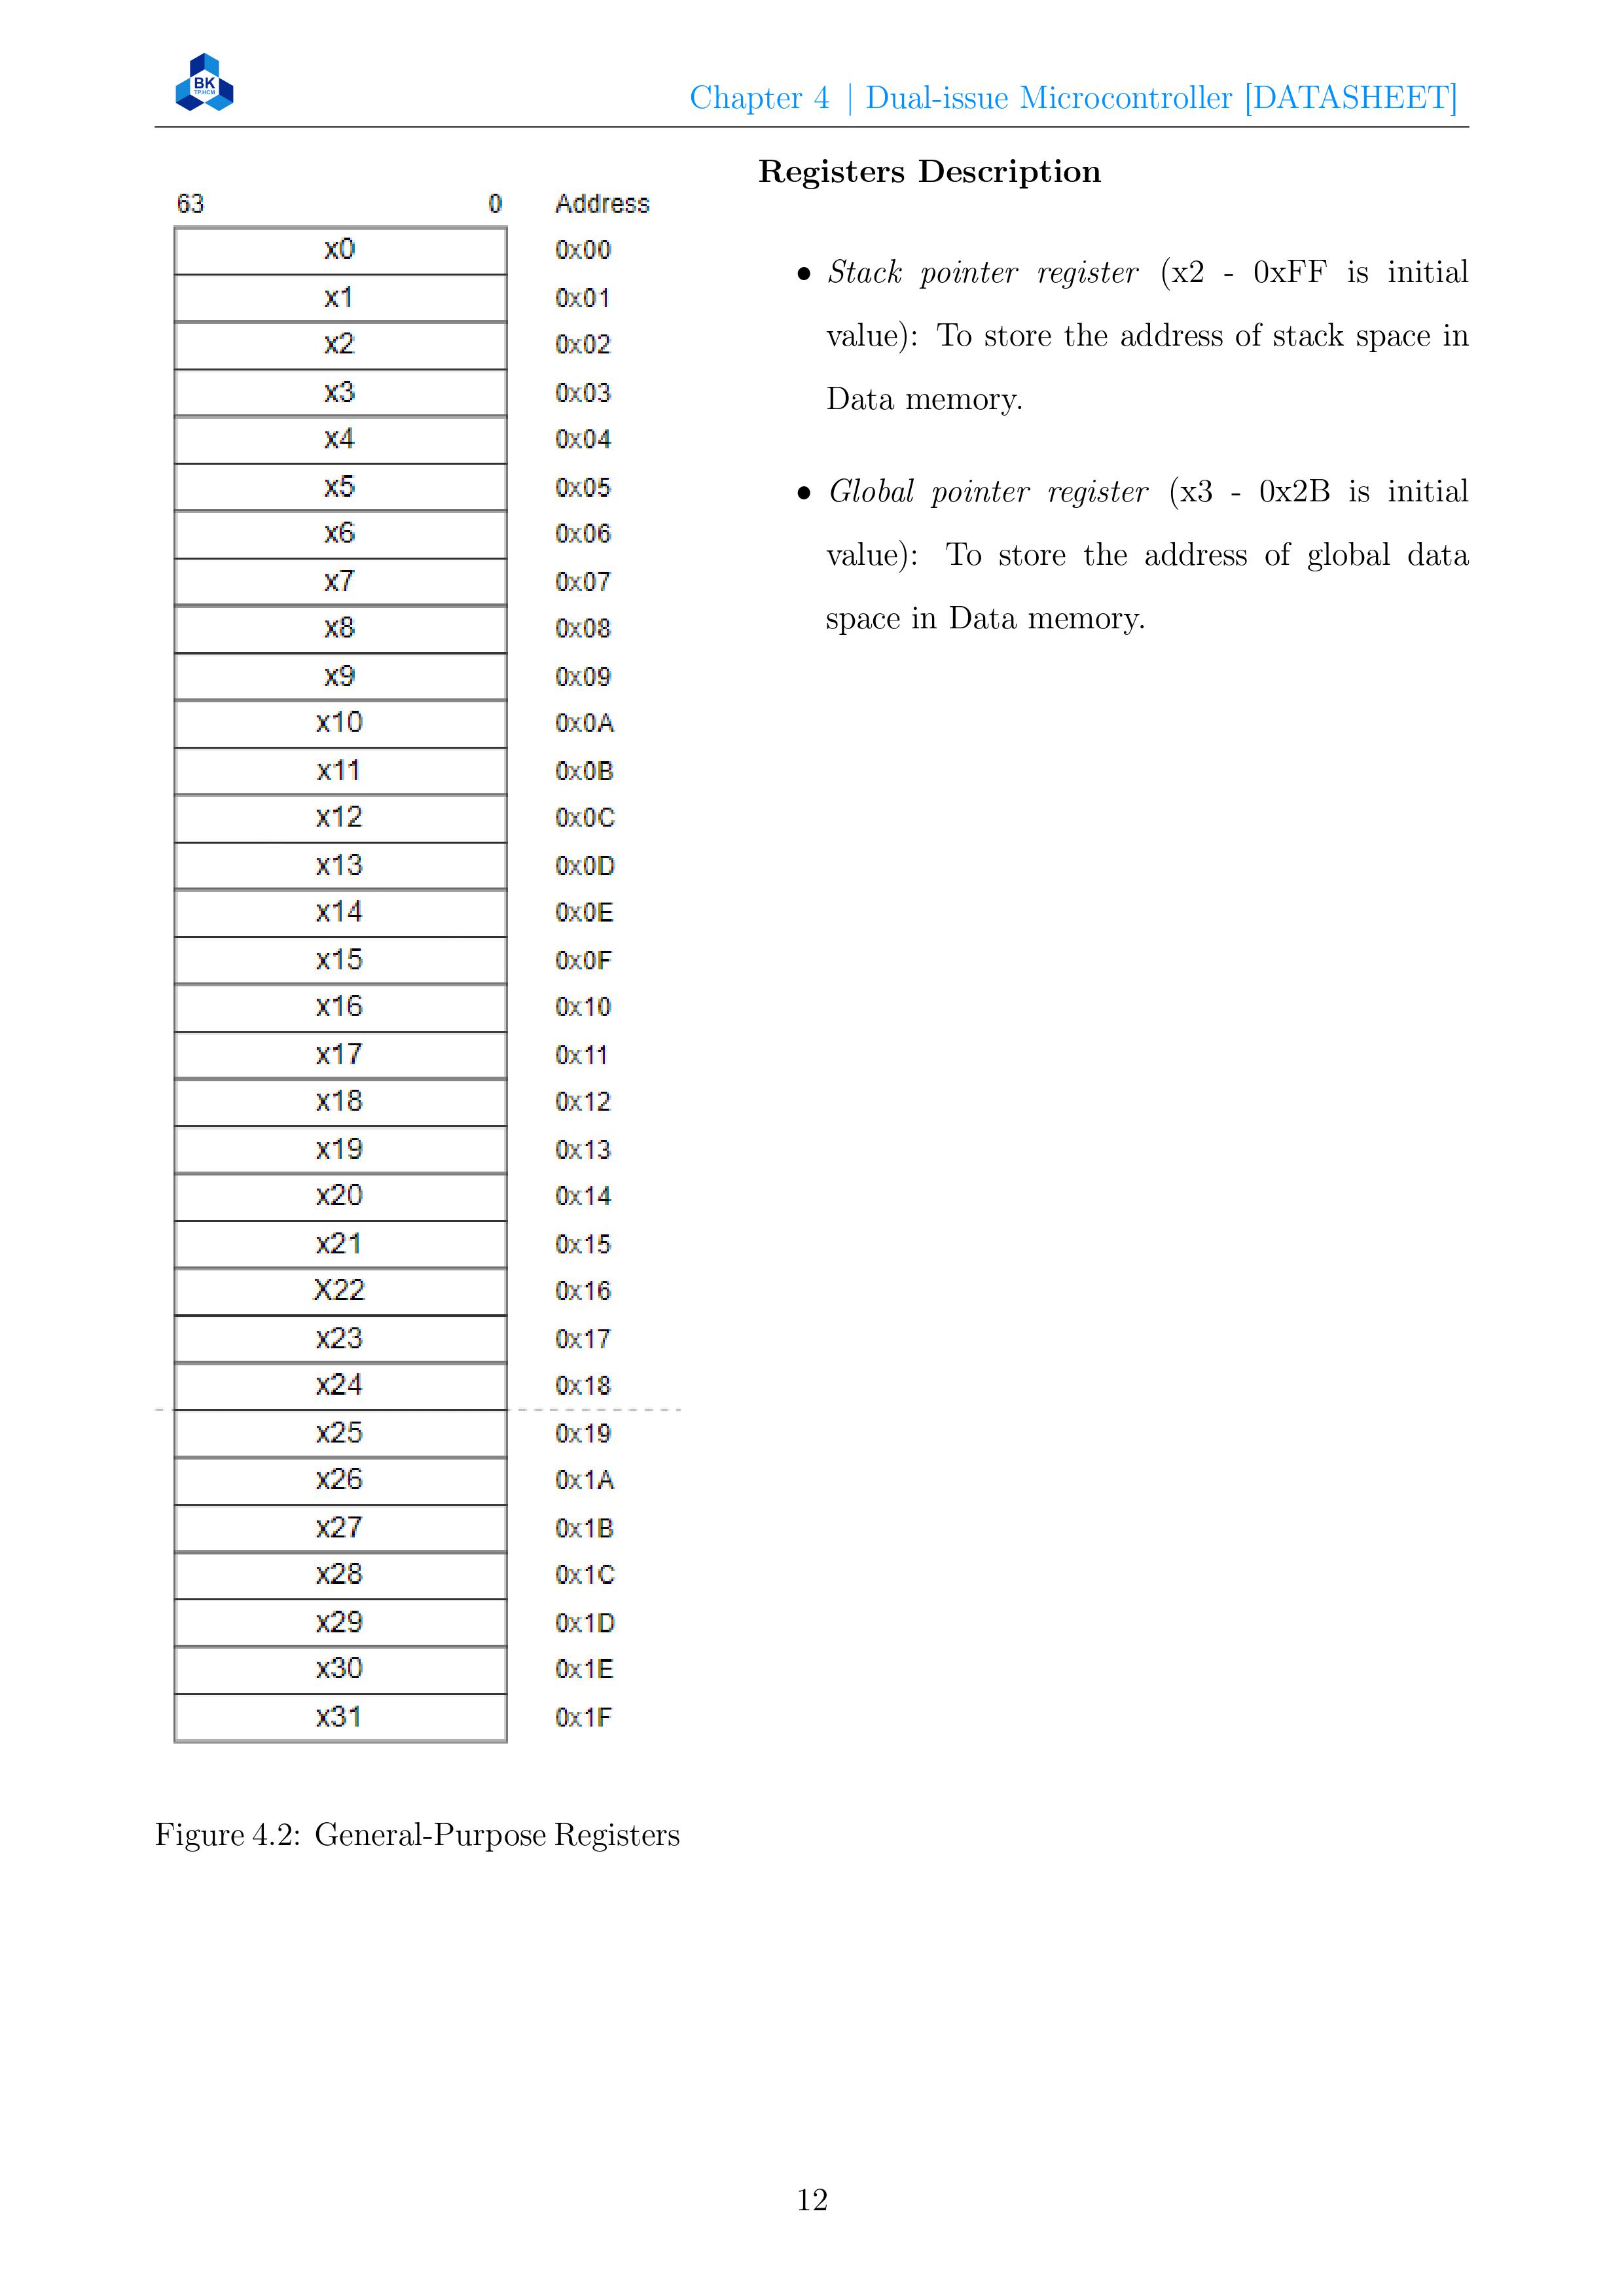 BK
TP.HCM
Chapter 4 | Dual-issue Microcontroller [DATASHEET]
63 0 Address
x0 0x00
x1 0x01
x2 0x02
x3 0x03
x4 0x04
x5 0x05
x6 0x06
x7 0x07
x8 0x08
x9 0x09
x10 0x0A
x11 0x0B
x12 0x0C
x13 0x0D
x14 0x0E
x15 0x0F
x16 0x10
x17 0x11
x18 0x12
x19 0x13
x20 0x14
x21 0x15
X22 0x16
x23 0x17
x24 0x18
x25 0x19
x26 0x1A
x27 0x1B
x28 0x1C
x29 0x1D
x30 0x1E
x31 0x1F
Figure 4.2: General-Purpose Registers
Registers Description
• Stack pointer register (x2 - 0xFF is initial
value): To store the address of stack space in
Data memory.
• Global pointer register (x3 - 0x2B is initial
value): To store the address of global data
space in Data memory.
12